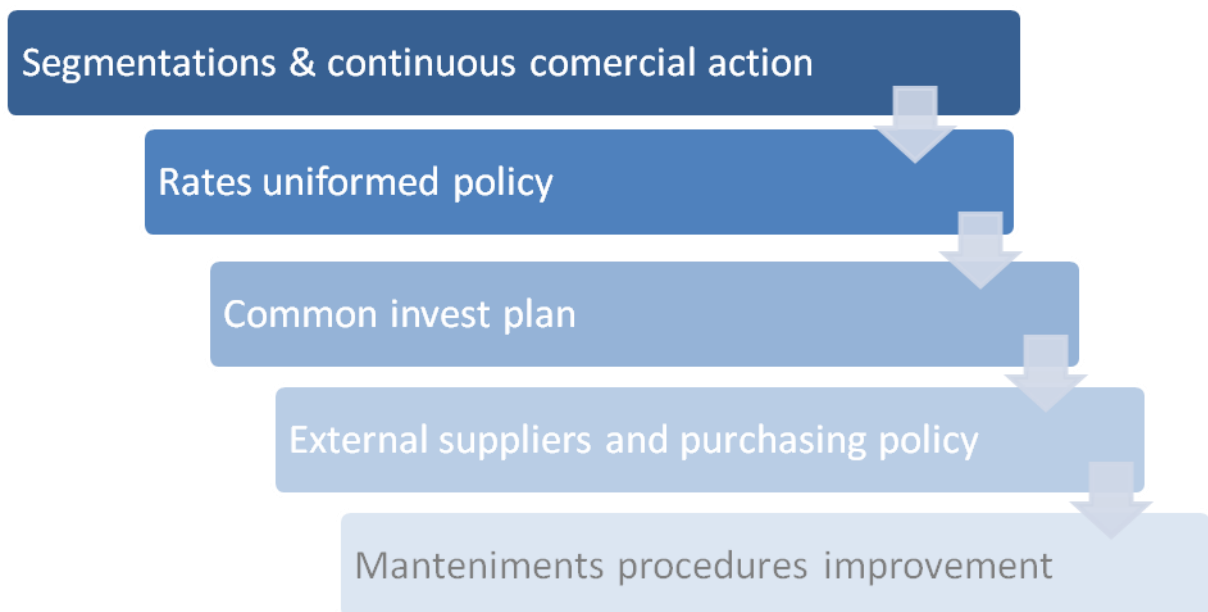 Segmentations & continuous comercial action
Rates uniformed policy
Common invest plan
External suppliers and purchasing policy
Manteniments procedures improvement